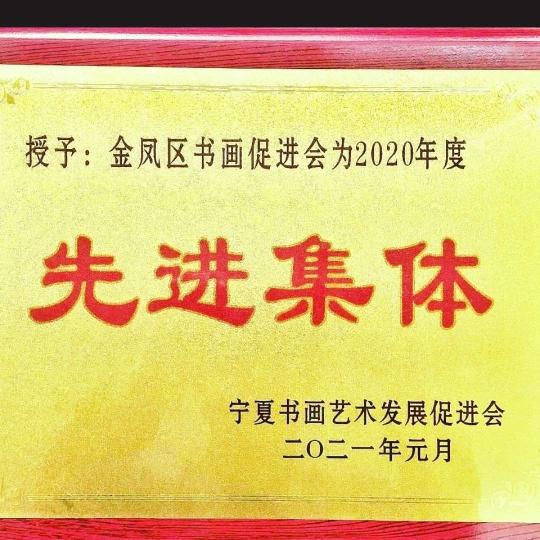 授予：金凤区书画促进会为2020年度
先进集体
宁夏书画艺术发展促进会
二〇二一年元月